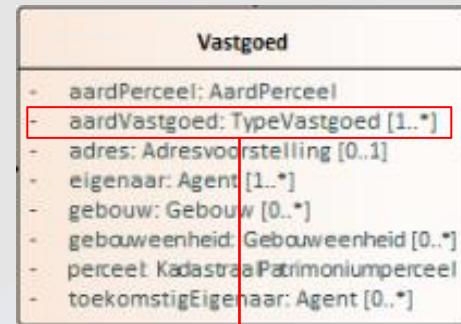 Vastgoed
- aardPerceel: AardPerceel
- aardVastgoed: TypeVastgoed [1..*]
- adres: Adresvoorstelling [0..1]
- eigenaar: Agent [1..*]
- gebouw: Gebouw [0..*]
- gebouweenheid: Gebouweenheid [0..*]
- perceel: KadastraalPatrimoniumperceel
- toekomstigEigenaar: Agent [0..*]